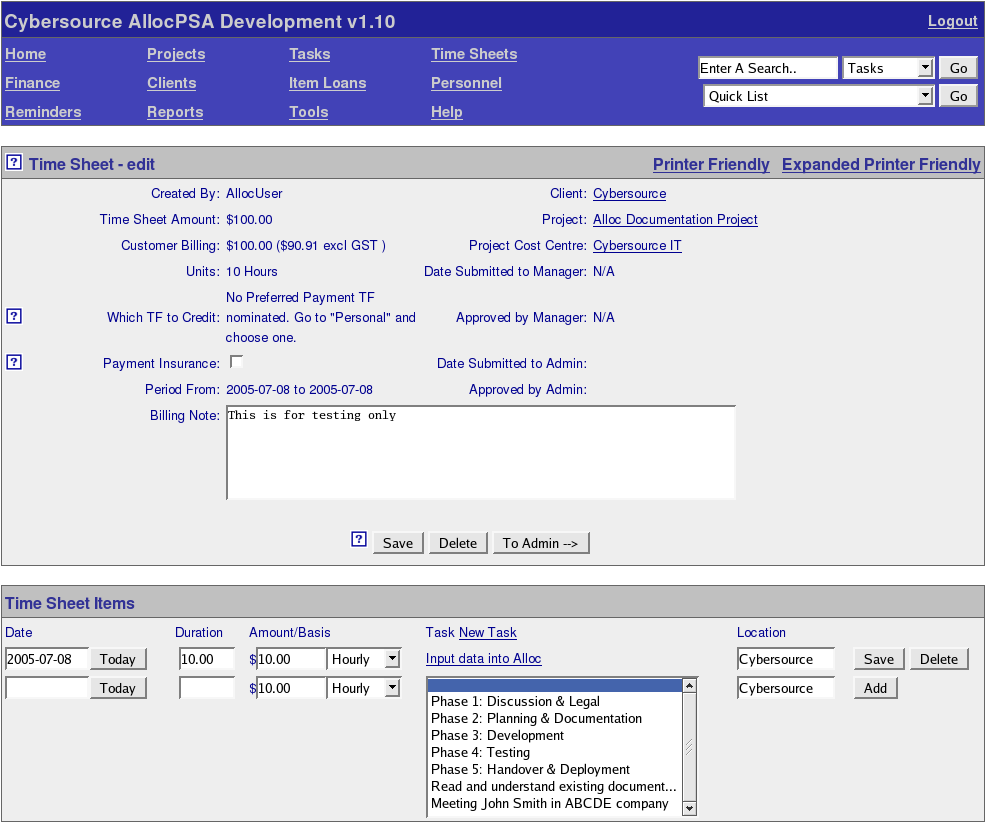 Cybersource AllocPSA Development v1.10 Logout
Home Projects Tasks Time Sheets
Enter A Search.. Tasks Go
Finance Clients Item Loans Personnel
Quick List Go
Reminders Reports Tools Help
? Time Sheet - edit Printer Friendly Expanded Printer Friendly
Created By: AllocUser Client: Cybersource
Time Sheet Amount: $100.00 Project: Alloc Documentation Project
Customer Billing: $100.00 ($90.91 excl GST ) Project Cost Centre: Cybersource IT
Units: 10 Hours Date Submitted to Manager: N/A
No Preferred Payment TF
? Which TF to Credit: nominated. Go to "Personal" and Approved by Manager: N/A
choose one.
? Payment Insurance: Date Submitted to Admin:
Period From: 2005-07-08 to 2005-07-08 Approved by Admin:
Billing Note: This is for testing only
? Save Delete To Admin -->
Time Sheet Items
Date Duration Amount/Basis Task New Task Location
2005-07-08 Today 10.00 $10.00 Hourly Input data into Alloc Cybersource Save Delete
Today $10.00 Hourly Cybersource Add
Phase 1: Discussion & Legal
Phase 2: Planning & Documentation
Phase 3: Development
Phase 4: Testing
Phase 5: Handover & Deployment
Read and understand existing document...
Meeting John Smith in ABCDE company